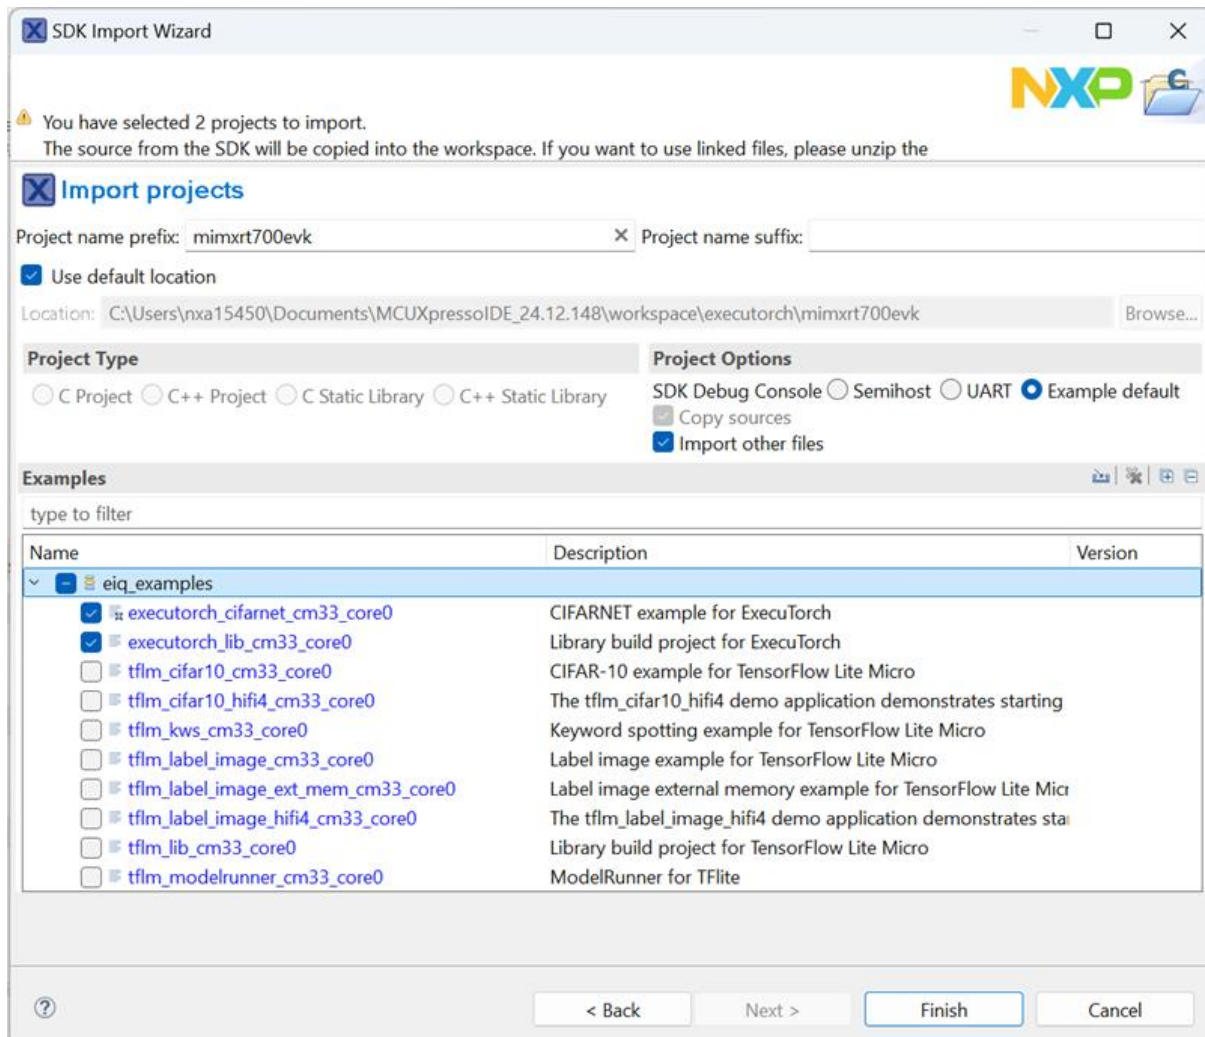 SDK Import Wizard
NXP
You have selected 2 projects to import.
The source from the SDK will be copied into the workspace. If you want to use linked files, please unzip the
Import projects
Project name prefix: mimxrt700evk Project name suffix:
Use default location
Location: C:\Users\nxa15450\Documents\MCUXpressoIDE_24.12.148\workspace\executorch\mimxrt700evk Browse...
Project Type Project Options
C Project C++ Project C Static Library C++ Static Library SDK Debug Console Semihost UART Example default
Copy sources
Import other files
Examples
type to filter
Name Description Version
eiq_examples
executorch_cifarnet_cm33_core0 CIFARNET example for ExecuTorch
executorch_lib_cm33_core0 Library build project for ExecuTorch
tflm_cifar10_cm33_core0 CIFAR-10 example for TensorFlow Lite Micro
tflm_cifar10_hifi4_cm33_core0 The tflm_cifar10_hifi4 demo application demonstrates starting
tflm_kws_cm33_core0 Keyword spotting example for TensorFlow Lite Micro
tflm_label_image_cm33_core0 Label image example for TensorFlow Lite Micro
tflm_label_image_ext_mem_cm33_core0 Label image external memory example for TensorFlow Lite Micr
tflm_label_image_hifi4_cm33_core0 The tflm_label_image_hifi4 demo application demonstrates sta
tflm_lib_cm33_core0 Library build project for TensorFlow Lite Micro
tflm_modelrunner_cm33_core0 ModelRunner for TFlite
< Back Next > Finish Cancel